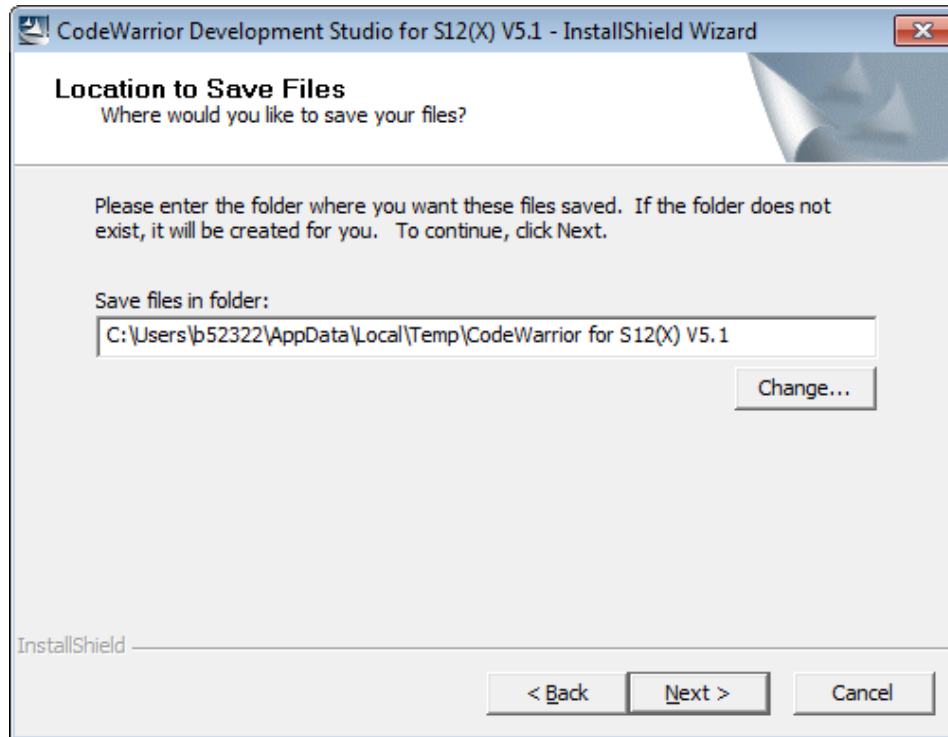 CodeWarrior Development Studio for S12(X) V5.1 - InstallShield Wizard
Location to Save Files
Where would you like to save your files?
Please enter the folder where you want these files saved.  If the folder does not
exist, it will be created for you.   To continue, click Next.
Save files in folder:
C:\Users\b52322\AppData\Local\Temp\CodeWarrior for S12(X) V5.1
Change...
InstallShield
< Back
Next >
Cancel